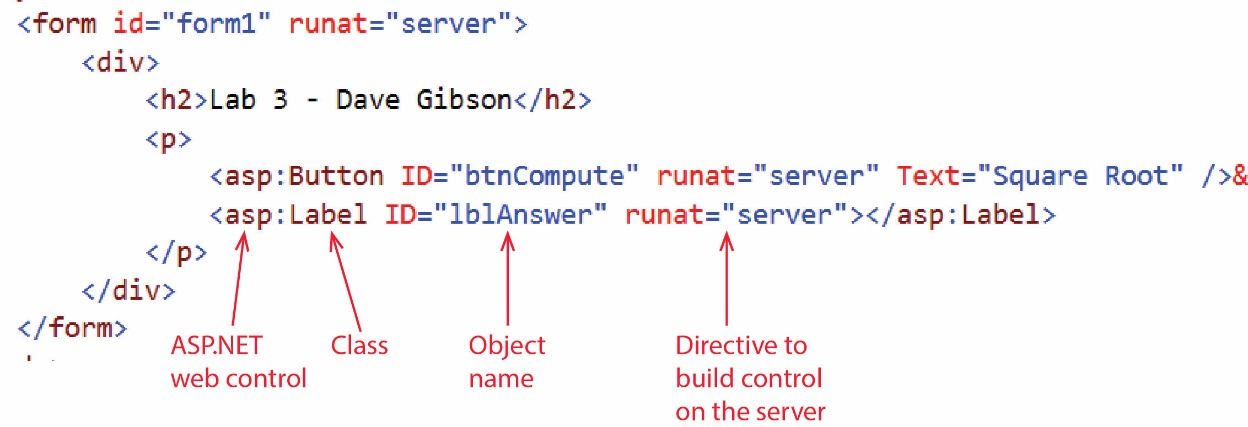 <form id="form1" runat="server">
<div>
<h2>Lab 3 - Dave Gibson</h2>
<p>
<asp:Button ID="btnCompute" runat="server" Text="Square Root" />&
<asp:Label ID="lblAnswer" runat="server"></asp:Label>
</p>
</div>
</form>
ASP.NET
web control
Class
Object
name
Directive to
build control
on the server